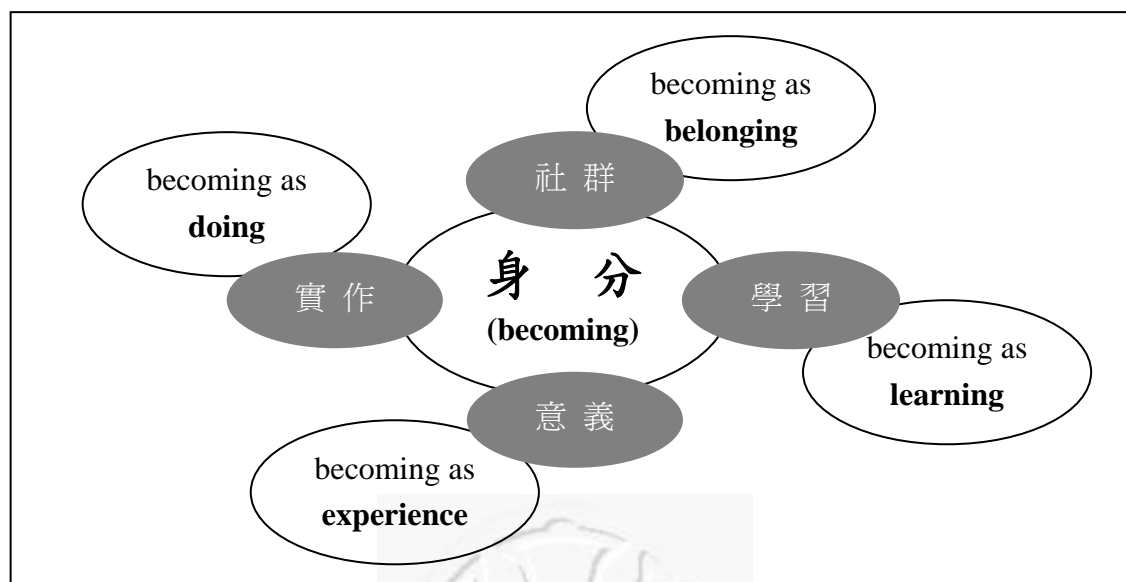 becoming as
belonging
社 群
becoming as
doing
身 分
(becoming)
實 作
學 習
becoming as
learning
意 義
becoming as
experience